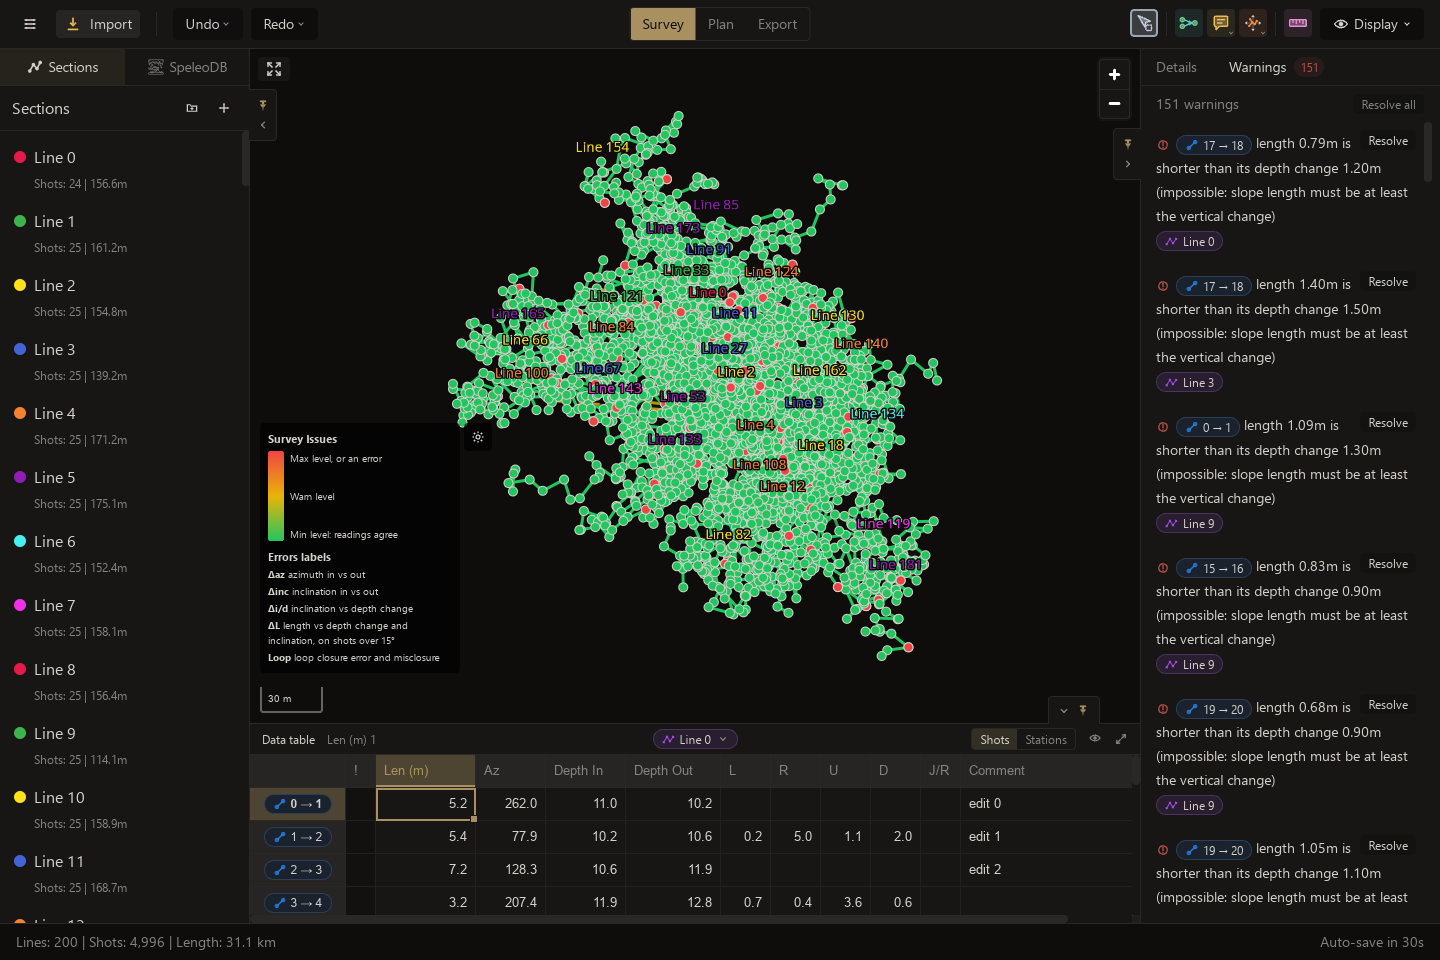 Import
Undo
Redo
Survey
Plan
Export
Display
Sections
SpeleoDB
Sections
Line 0
Shots: 24 | 156.6m
Line 1
Shots: 25 | 161.2m
Line 2
Shots: 25 | 154.8m
Line 3
Shots: 25 | 139.2m
Line 4
Shots: 25 | 171.2m
Line 5
Shots: 25 | 175.1m
Line 6
Shots: 25 | 152.4m
Line 7
Shots: 25 | 158.1m
Line 8
Shots: 25 | 156.4m
Line 9
Shots: 25 | 114.1m
Line 10
Shots: 25 | 158.9m
Line 11
Shots: 25 | 168.7m
Line 154
Line 85
Line 173
Line 91
Line 33
Line 124
Line 121
Line 0
Line 165
Line 11
Line 130
Line 84
Line 66
Line 140
Line 27
Line 67
Line 100
Line 2
Line 162
Line 143
Line 53
Line 3
Line 134
Line 4
Line 133
Line 18
Line 108
Line 12
Line 119
Line 82
Line 181
Survey Issues
Max level, or an error
Warn level
Min level: readings agree
Errors labels
Δaz azimuth in vs out
Δinc inclination in vs out
Δi/d inclination vs depth change
ΔL length vs depth change and
inclination, on shots over 15°
Loop loop closure error and misclosure
30 m
Data table Len (m) 1
Line 0
Shots
Stations
! Len (m) Az Depth In Depth Out L R U D J/R Comment
0→1 5.2 262.0 11.0 10.2 edit 0
1→2 5.4 77.9 10.2 10.6 0.2 5.0 1.1 2.0 edit 1
2→3 7.2 128.3 10.6 11.9 edit 2
3→4 3.2 207.4 11.9 12.8 0.7 0.4 3.6 0.6
Details
Warnings 151
151 warnings
Resolve all
17→18 length 0.79m is Resolve
shorter than its depth change 1.20m
(impossible: slope length must be at least
the vertical change)
Line 0
17→18 length 1.40m is Resolve
shorter than its depth change 1.50m
(impossible: slope length must be at least
the vertical change)
Line 3
0→1 length 1.09m is Resolve
shorter than its depth change 1.30m
(impossible: slope length must be at least
the vertical change)
Line 9
15→16 length 0.83m is Resolve
shorter than its depth change 0.90m
(impossible: slope length must be at least
the vertical change)
Line 9
19→20 length 0.68m is Resolve
shorter than its depth change 0.90m
(impossible: slope length must be at least
the vertical change)
Line 9
19→20 length 1.05m is Resolve
shorter than its depth change 1.10m
(impossible: slope length must be at least
Lines: 200 | Shots: 4,996 | Length: 31.1 km
Auto-save in 30s